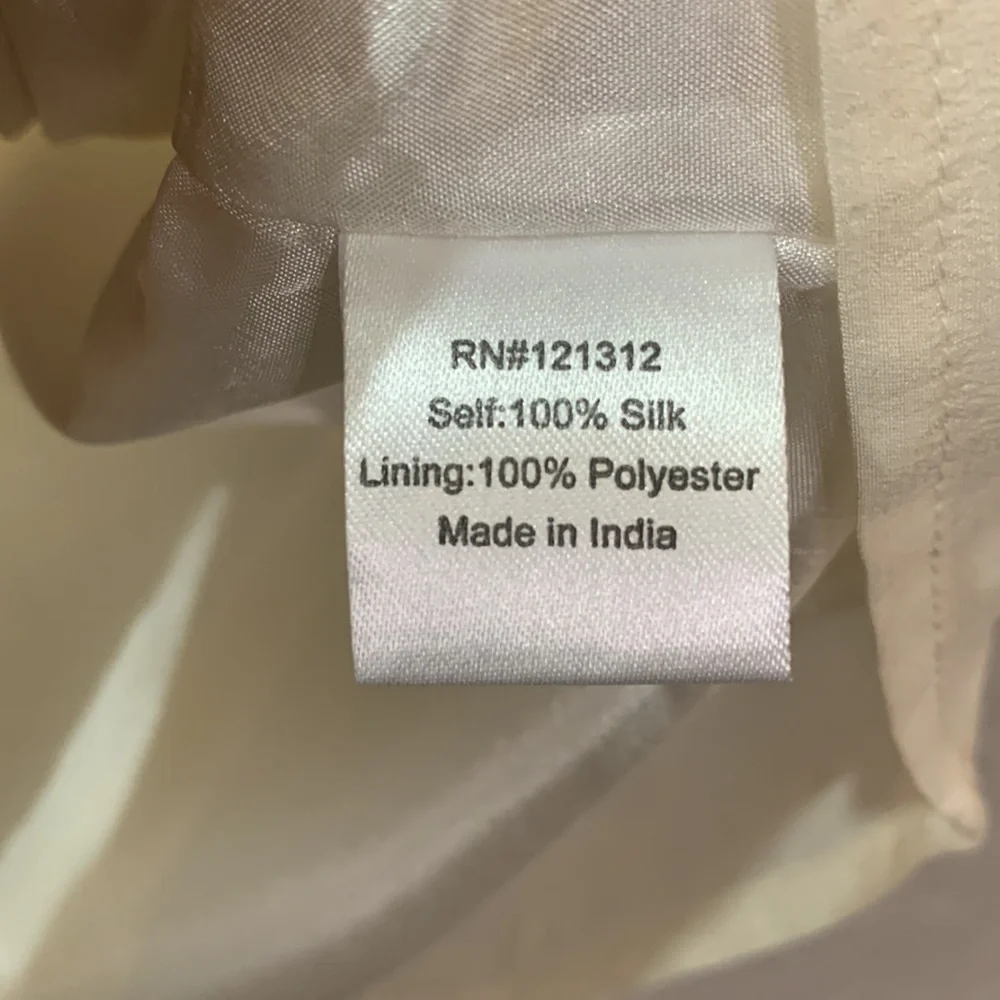 RN#121312
Self:100% Silk
Lining:100% Polyester
Made in India